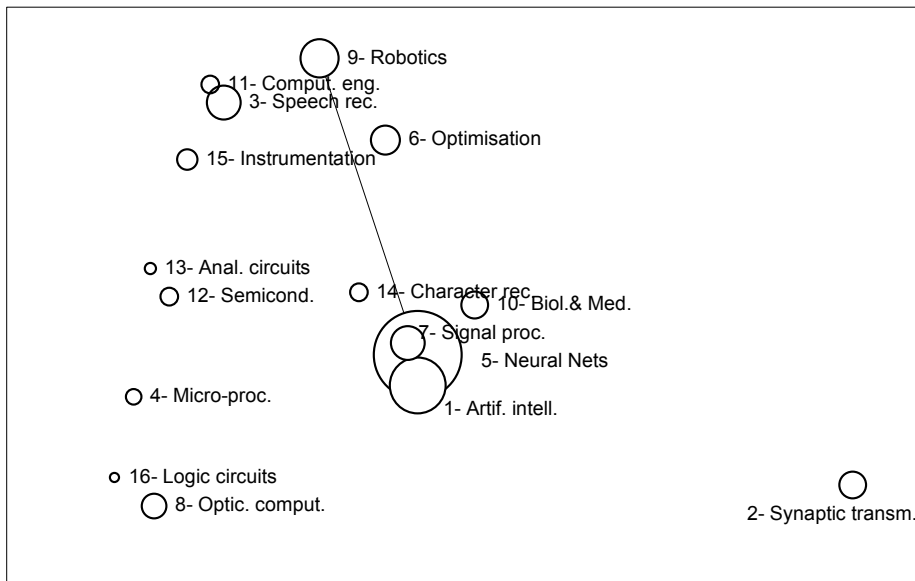 9- Robotics
11- Comput. eng.
3- Speech rec.
6- Optimisation
15- Instrumentation
13- Anal. circuits
12- Semicond.
14- Character rec.
10- Biol.& Med.
7- Signal proc.
5- Neural Nets
4- Micro-proc.
1- Artif. intell.
16- Logic circuits
8- Optic. comput.
2- Synaptic transm.